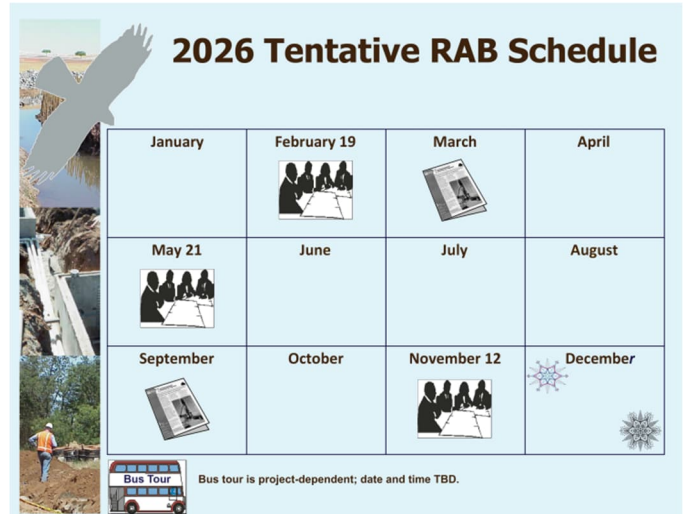 2026 Tentative RAB Schedule
January
February 19
March
April
May 21
June
July
August
September
October
November 12
December
Bus Tour
Bus tour is project-dependent; date and time TBD.